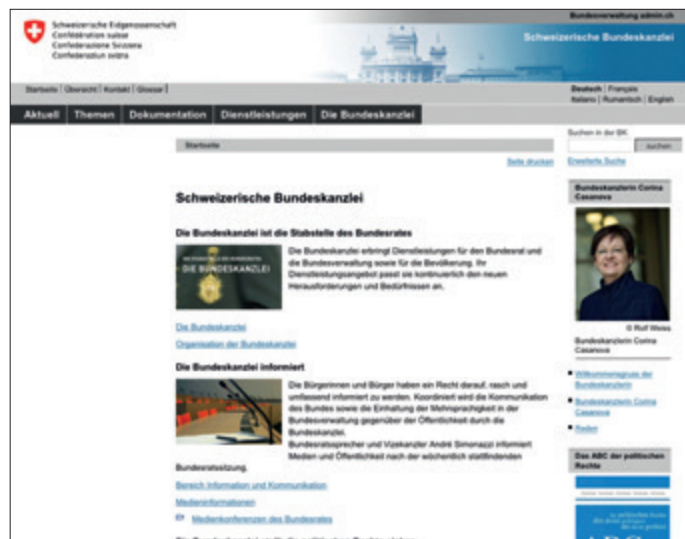 Bundesverwaltung admin.ch
Schweizerische Eidgenossenschaft
Confédération suisse
Confederazione Svizzera
Confederaziun svizra
Schweizerische Bundeskanzlei
Startseite | Übersicht | Kontakt | Glossar |
Deutsch | Français
Italiano | Rumantsch | English
Aktuell
Themen
Dokumentation
Dienstleistungen
Die Bundeskanzlei
Startseite
Seite drucken
Schweizerische Bundeskanzlei
Die Bundeskanzlei ist die Stabstelle des Bundesrates
DIE BUNDESKANZLEI
Die Bundeskanzlei erbringt Dienstleistungen für den Bundesrat und
die Bundesverwaltung sowie für die Bevölkerung. Ihr
Dienstleistungsangebot passt sie kontinuierlich den neuen
Herausforderungen und Bedürfnissen an.
Die Bundeskanzlei
Organisation der Bundeskanzlei
Die Bundeskanzlei informiert
Die Bürgerinnen und Bürger haben ein Recht darauf, rasch und
umfassend informiert zu werden. Koordiniert wird die Kommunikation
des Bundes sowie die Einhaltung der Mehrsprachigkeit in der
Bundesverwaltung gegenüber der Öffentlichkeit durch die
Bundeskanzlei.
Bundesratssprecher und Vizekanzler André Simonazzi informiert
Medien und Öffentlichkeit nach der wöchentlich stattfindenden
Bundesratssitzung.
Bereich Information und Kommunikation
Medieninformationen
Medienkonferenzen des Bundesrates
Suchen in der BK
suchen
Erweiterte Suche
Bundeskanzlerin Corina
Casanova
© Rolf Weiss
Bundeskanzlerin Corina
Casanova
Willkommensgruss der
Bundeskanzlerin
Bundeskanzlerin Corina
Casanova
Reden
Das ABC der politischen
Rechte